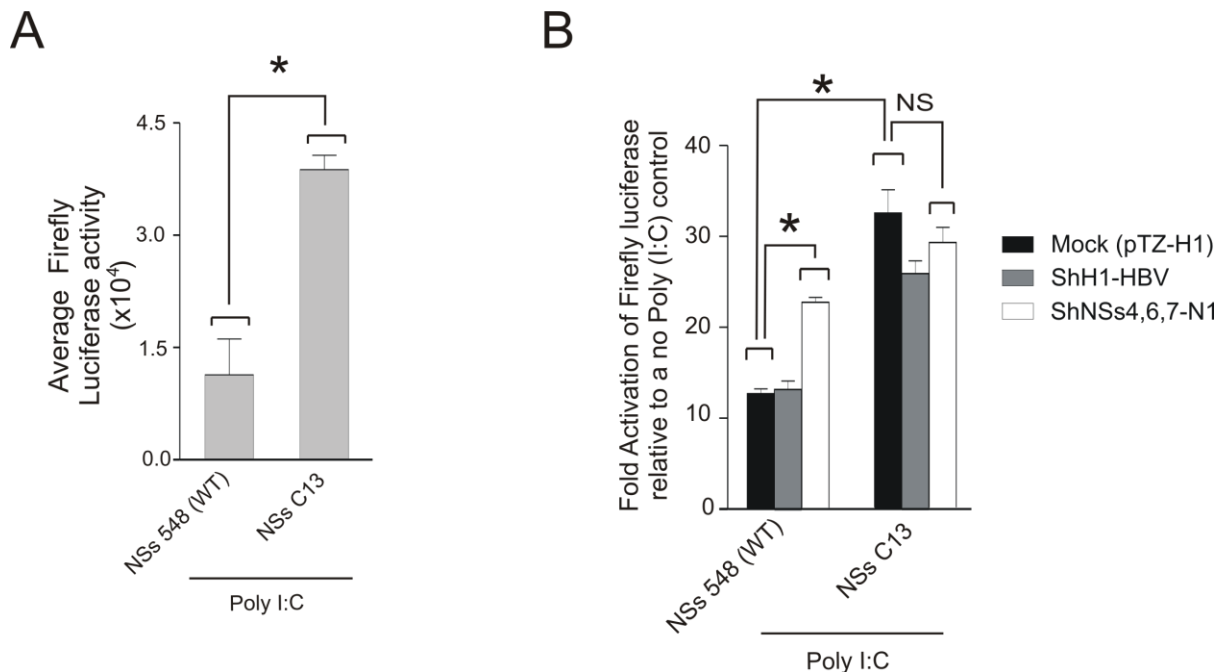 A
*
4.5
3.0
1.5
0.0
Average Firefly
Luciferase activity
(x10⁴)
NSs 548 (WT)
NSs C13
Poly I:C
B
*
NS
*
40
30
20
10
0
Fold Activation of Firefly luciferase
relative to a no Poly (I:C) control
NSs 548 (WT)
NSs C13
Poly I:C
Mock (pTZ-H1)
ShH1-HBV
ShNSs4,6,7-N1